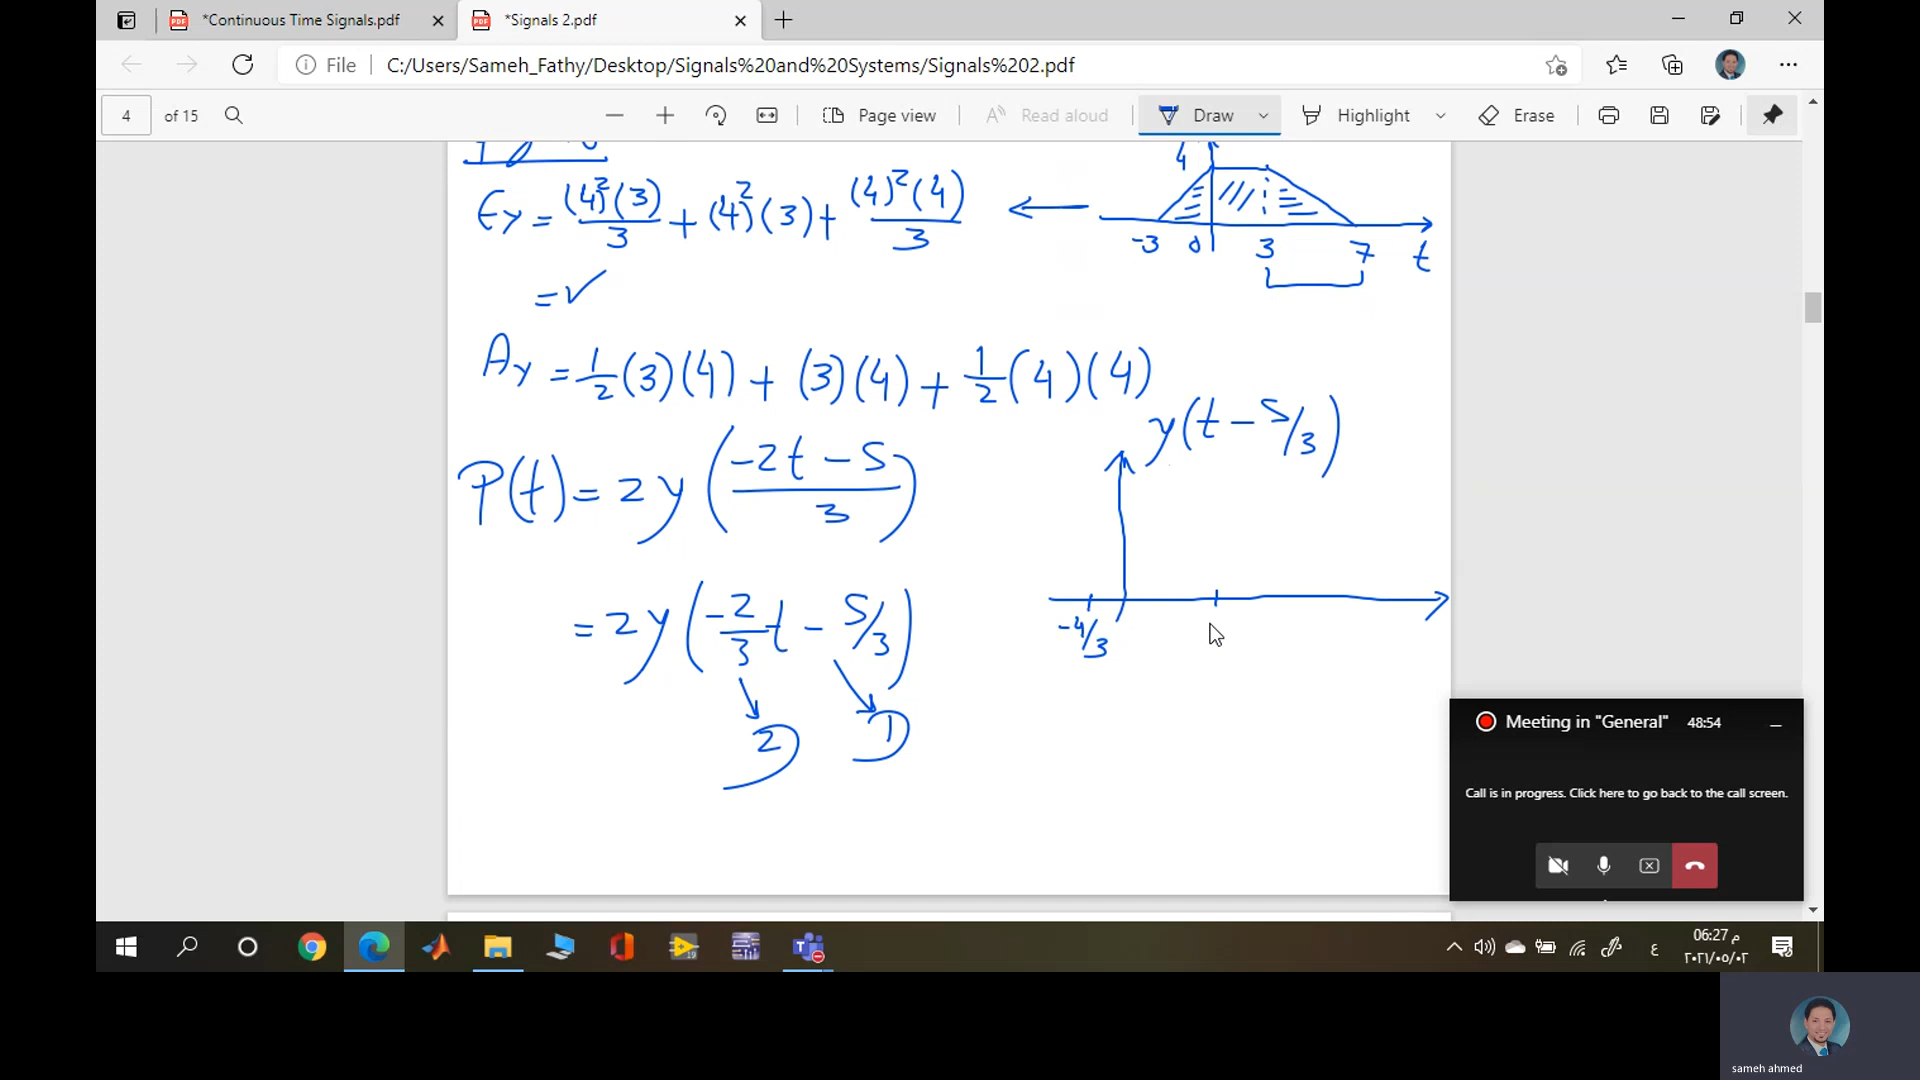 *Continuous Time Signals.pdf
*Signals 2.pdf
File | C:/Users/Sameh_Fathy/Desktop/Signals%20and%20Systems/Signals%202.pdf
4 of 15
Page view
Read aloud
Draw
Highlight
Erase
Ey = (4)²(3)/3 + (4)²(3) + (4)²(4)/3
= ✓
4
-3 0 3 7 t
Ay = 1/2 (3)(4) + (3)(4) + 1/2 (4)(4)
y(t - 5/3)
P(t) = 2y((-2t - 5)/3)
= 2y(-2/3 t - 5/3)
2 1
-4/3
Meeting in "General" 48:54
Call is in progress. Click here to go back to the call screen.
06:27 م
٢٠٢١/٠٥/٠٢
ع
19
sameh ahmed